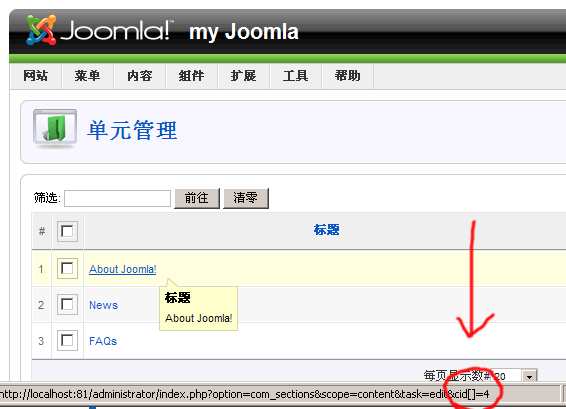 Joomla!™ my Joomla
网站 菜单 内容 组件 扩展 工具 帮助
单元管理
筛选: 前往 清零
# 标题
1 About Joomla!
标题
About Joomla!
2 News
3 FAQs
每页显示数# 20
http://localhost:81/administrator/index.php?option=com_sections&scope=content&task=edit&cid[]=4